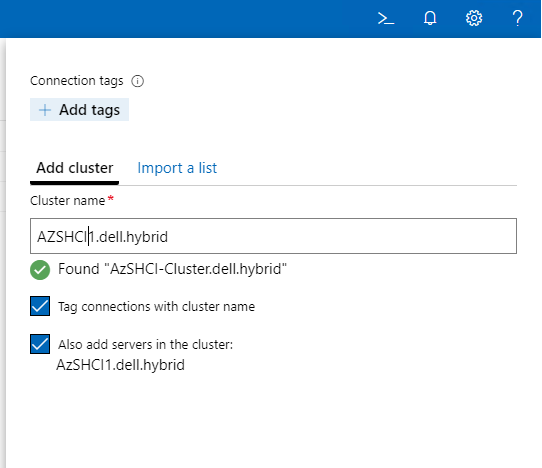 Connection tags
+ Add tags
Add cluster Import a list
Cluster name*
AZSHCI1.dell.hybrid
Found "AzSHCI-Cluster.dell.hybrid"
Tag connections with cluster name
Also add servers in the cluster:
AzSHCI1.dell.hybrid